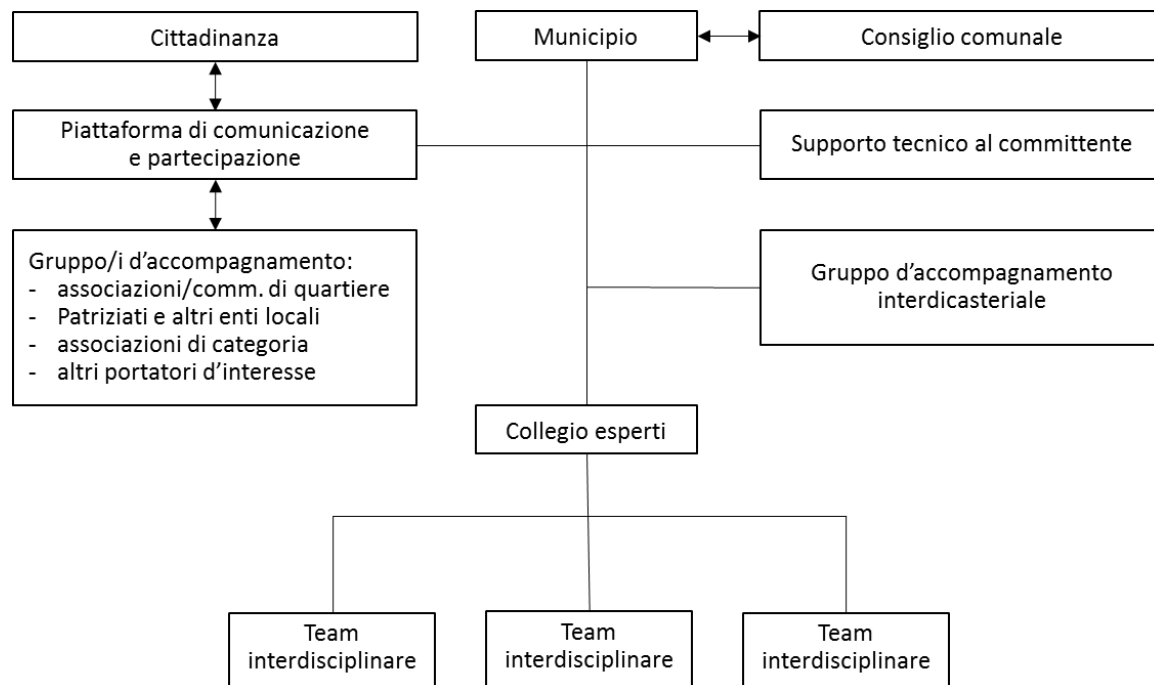 Cittadinanza
Municipio
Consiglio comunale
Piattaforma di comunicazione
e partecipazione
Supporto tecnico al committente
Gruppo/i d’accompagnamento:
- associazioni/comm. di quartiere
- Patriziati e altri enti locali
- associazioni di categoria
- altri portatori d’interesse
Gruppo d’accompagnamento
interdicasteriale
Collegio esperti
Team
interdisciplinare
Team
interdisciplinare
Team
interdisciplinare